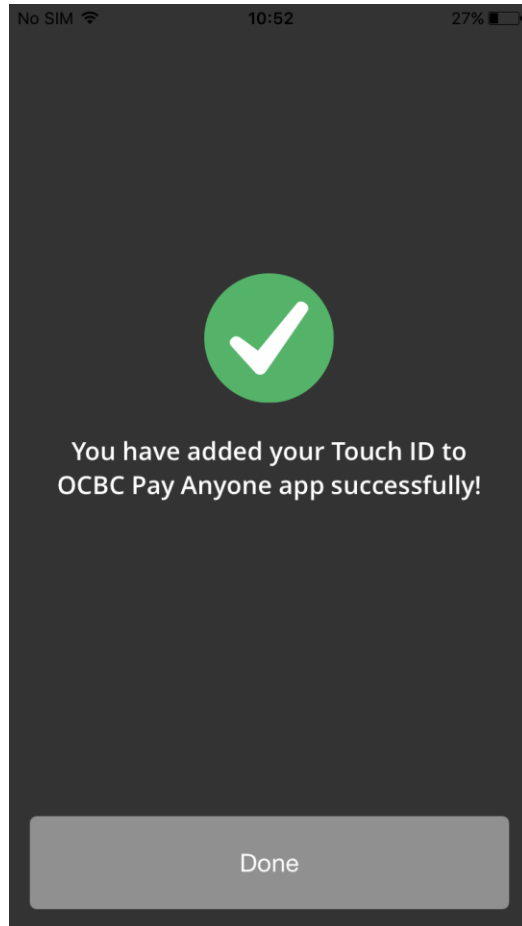 No SIM 10:52 27%
You have added your Touch ID to
OCBC Pay Anyone app successfully!
Done